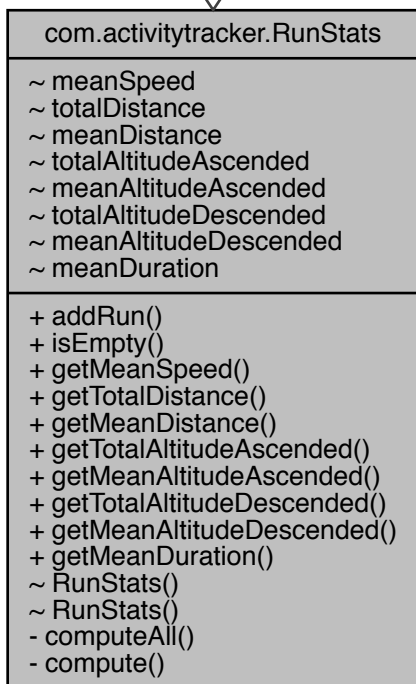 com.activitytracker.RunStats
~ meanSpeed
~ totalDistance
~ meanDistance
~ totalAltitudeAscended
~ meanAltitudeAscended
~ totalAltitudeDescended
~ meanAltitudeDescended
~ meanDuration
+ addRun()
+ isEmpty()
+ getMeanSpeed()
+ getTotalDistance()
+ getMeanDistance()
+ getTotalAltitudeAscended()
+ getMeanAltitudeAscended()
+ getTotalAltitudeDescended()
+ getMeanAltitudeDescended()
+ getMeanDuration()
~ RunStats()
~ RunStats()
- computeAll()
- compute()